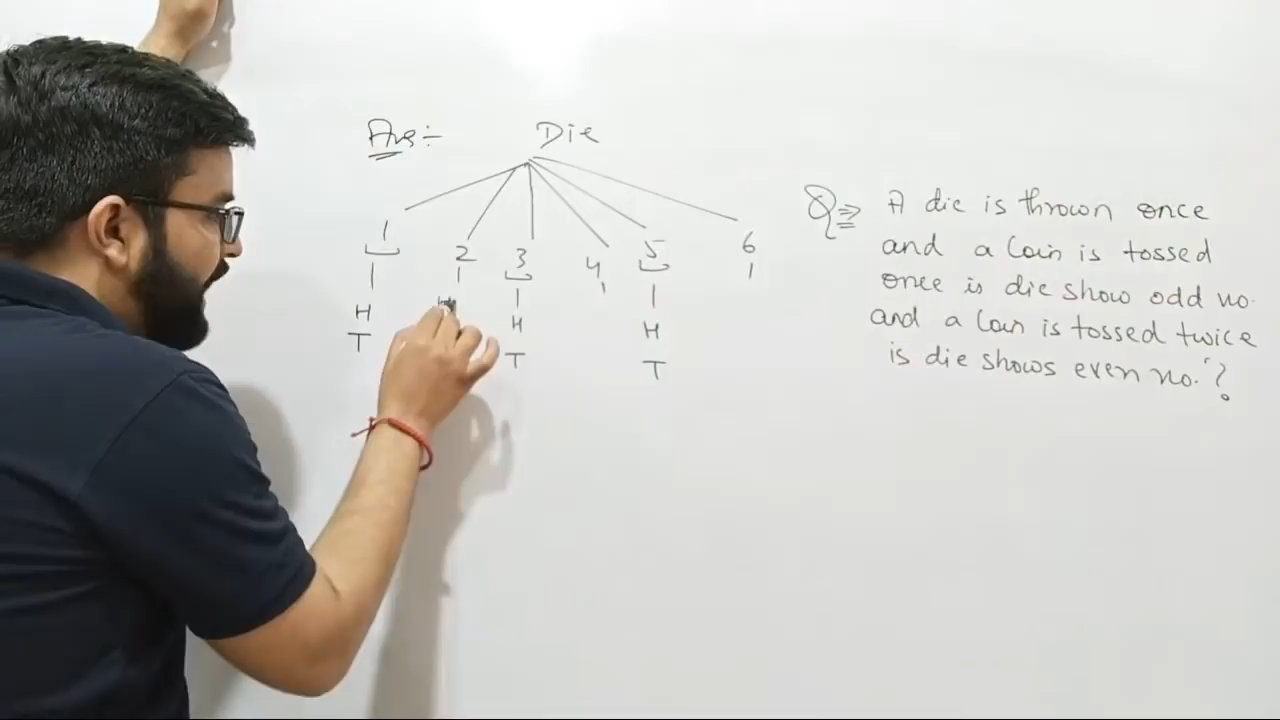 Ans:- Die
1 2 3 4 5 6
H H H
T T T
Q⇒ A die is thrown once
and a Coin is tossed
once is die show odd no.
and a Coin is tossed twice
is die shows even no.?